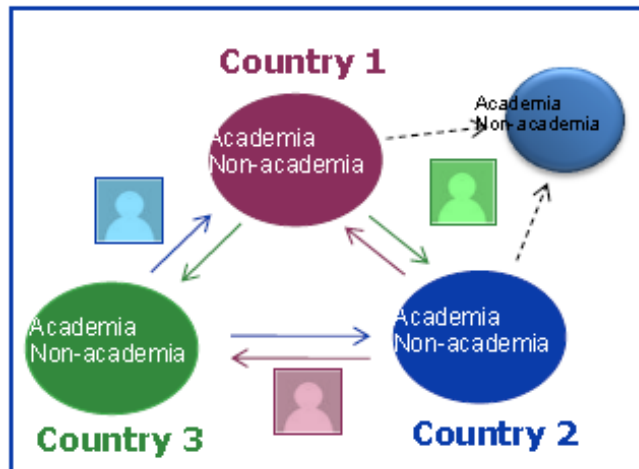 Country 1
Academia
Non-academia
Academia
Non-academia
Academia
Non-academia
Academia
Non-academia
Country 3
Country 2